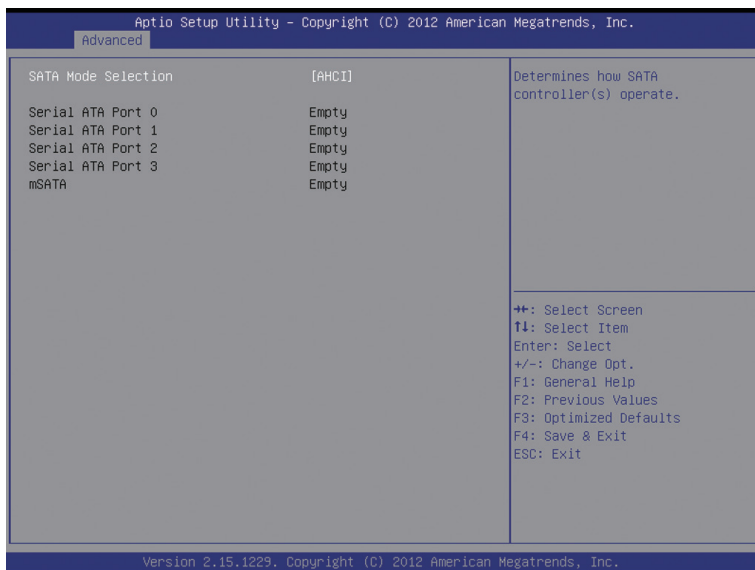 Aptio Setup Utility – Copyright (C) 2012 American Megatrends, Inc.
Advanced
SATA Mode Selection [AHCI]
Serial ATA Port 0 Empty
Serial ATA Port 1 Empty
Serial ATA Port 2 Empty
Serial ATA Port 3 Empty
mSATA Empty
Determines how SATA
controller(s) operate.
→←: Select Screen
↑↓: Select Item
Enter: Select
+/-: Change Opt.
F1: General Help
F2: Previous Values
F3: Optimized Defaults
F4: Save & Exit
ESC: Exit
Version 2.15.1229. Copyright (C) 2012 American Megatrends, Inc.